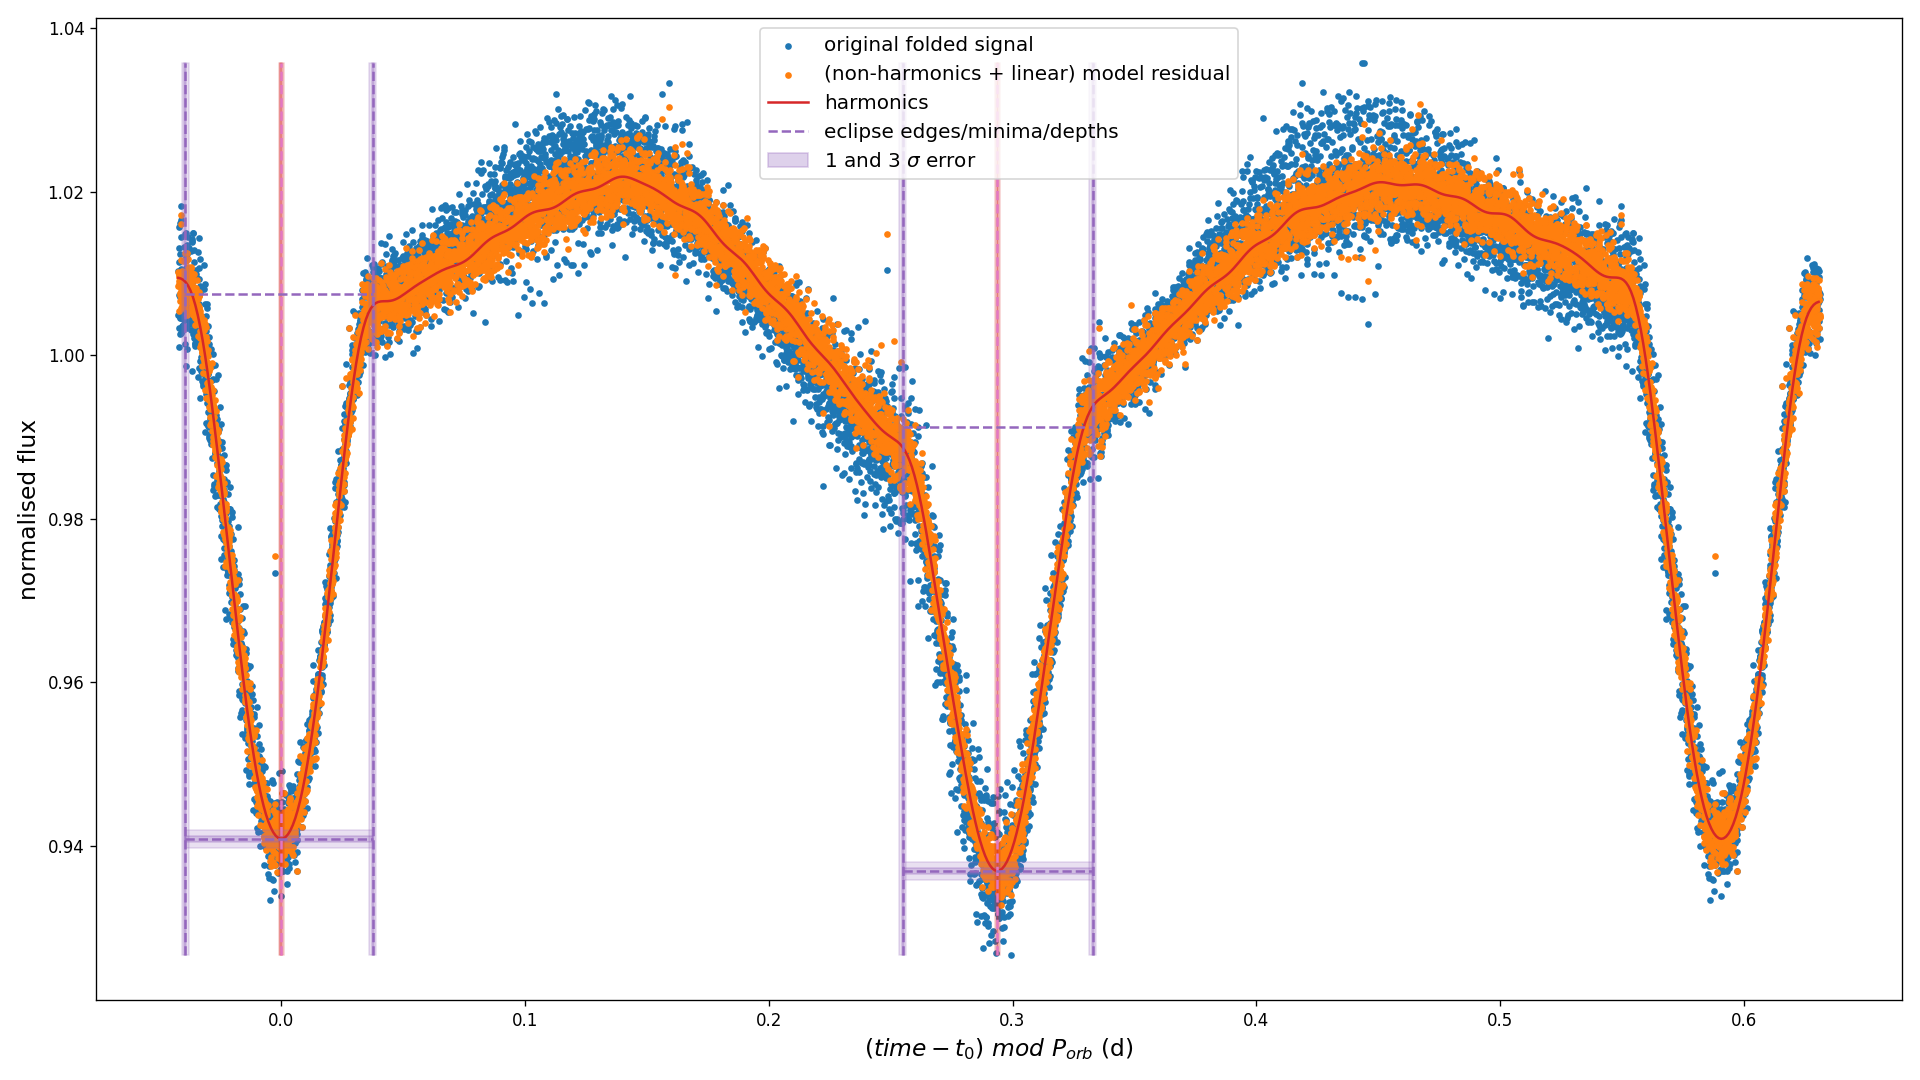 original folded signal
(non-harmonics + linear) model residual
harmonics
eclipse edges/minima/depths
1 and 3 σ error
normalised flux
1.04
1.02
1.00
0.98
0.96
0.94
0.0 0.1 0.2 0.3 0.4 0.5 0.6
(time − t₀) mod P_orb (d)